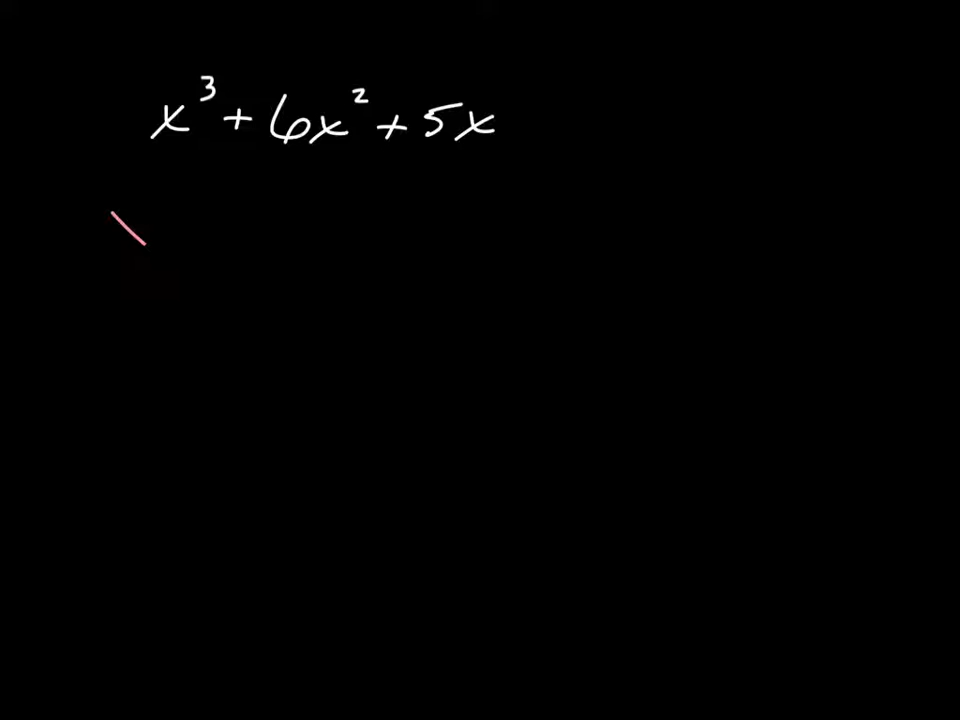 x³ + 6x² + 5x